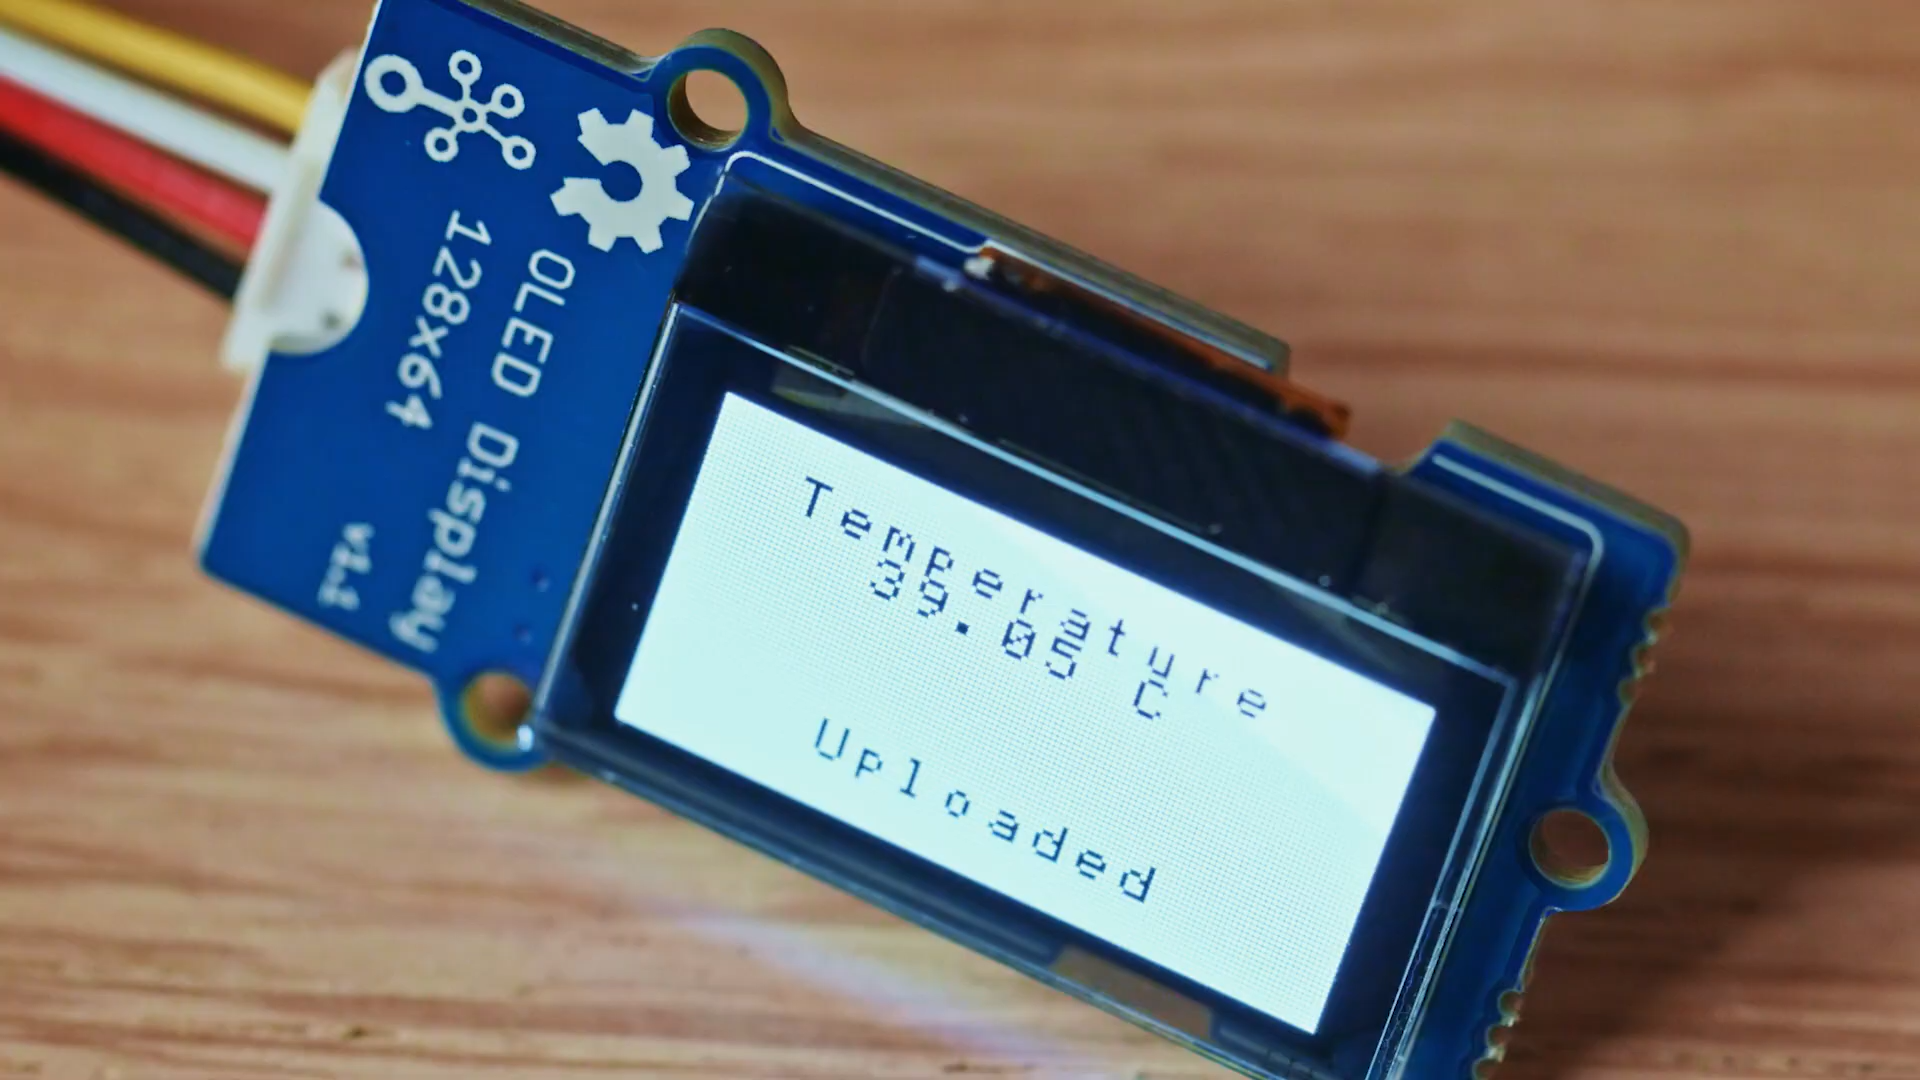 OLED Display
128x64
v1.1
Temperature
39.05 C
Uploaded